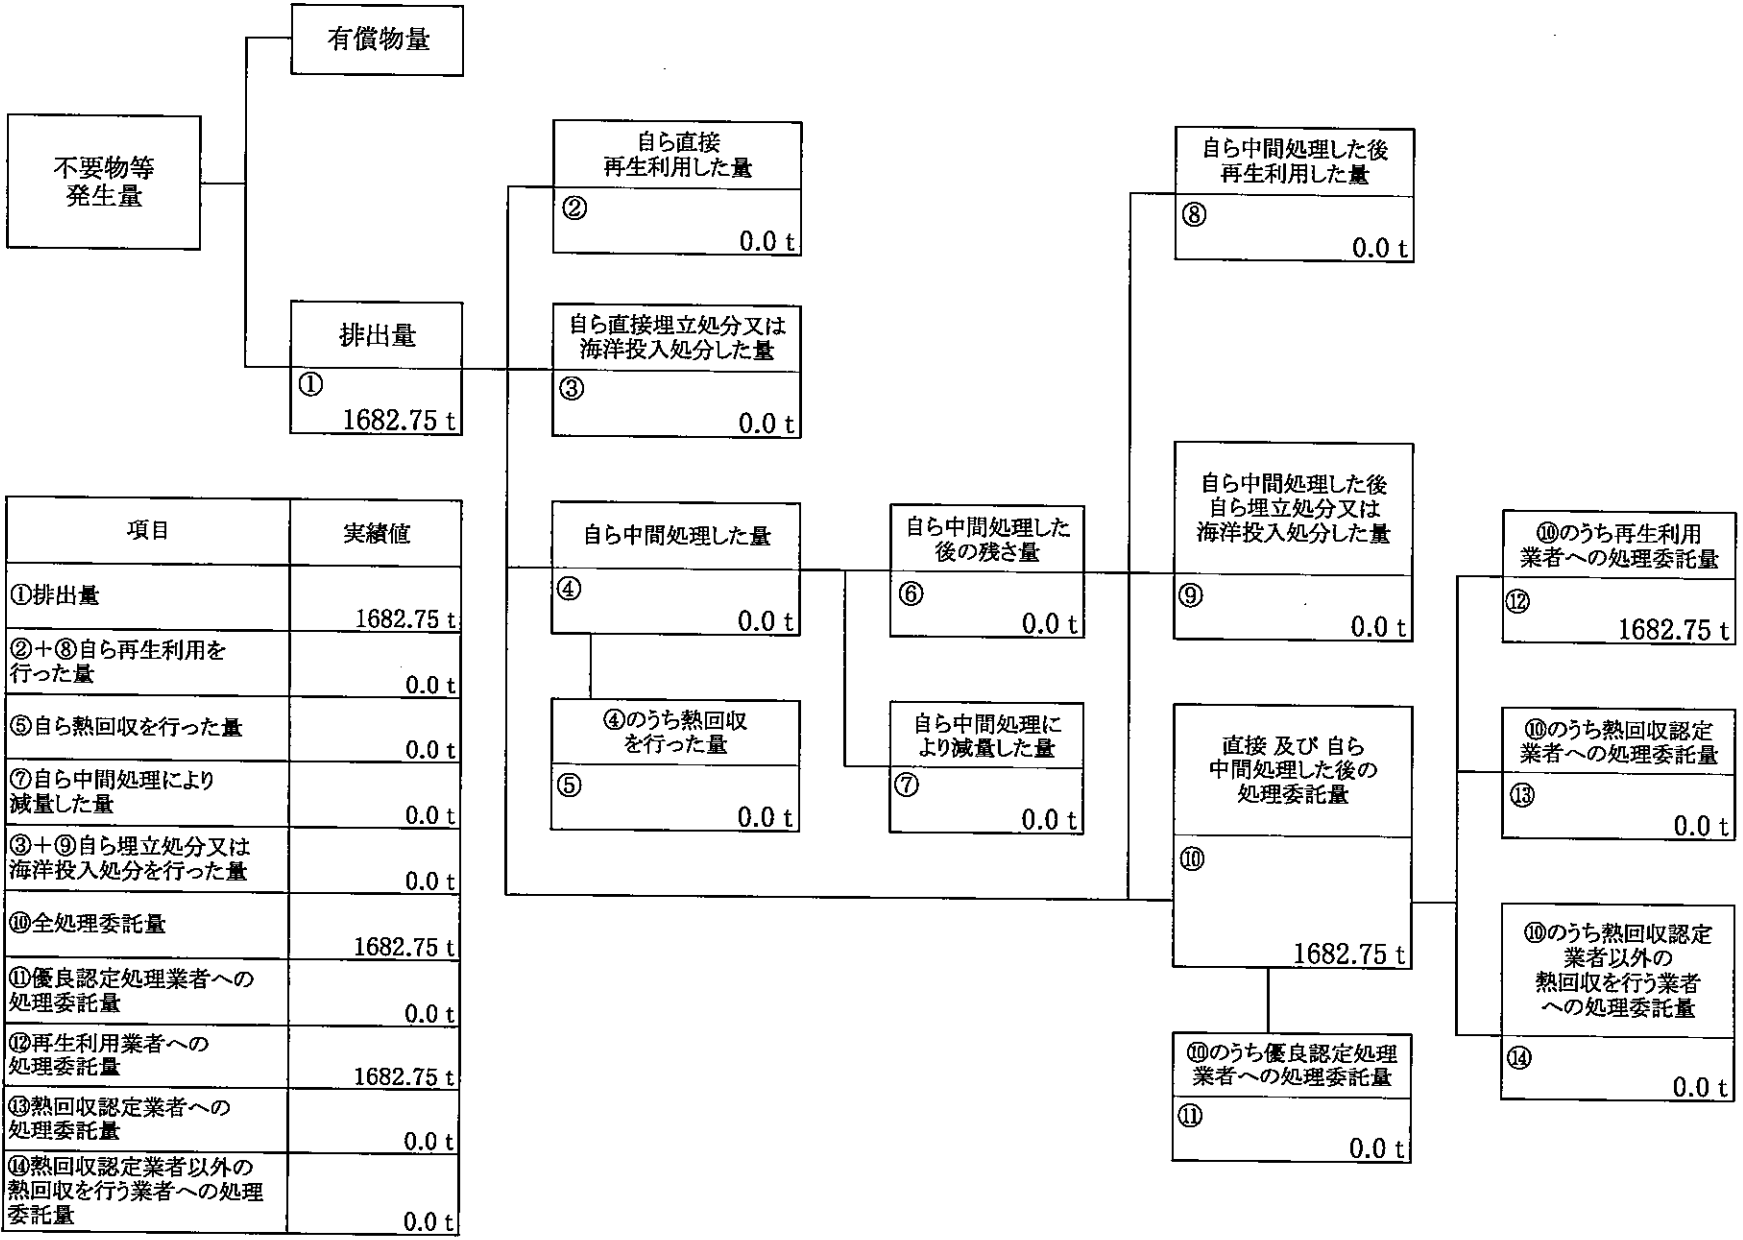 有償物量
不要物等
発生量
排出量
①
1682.75 t
自ら直接
再生利用した量
②
0.0 t
自ら直接埋立処分又は
海洋投入処分した量
③
0.0 t
自ら中間処理した量
④
0.0 t
④のうち熱回収
を行った量
⑤
0.0 t
自ら中間処理した
後の残さ量
⑥
0.0 t
自ら中間処理に
より減量した量
⑦
0.0 t
自ら中間処理した後
再生利用した量
⑧
0.0 t
自ら中間処理した後
自ら埋立処分又は
海洋投入処分した量
⑨
0.0 t
直接 及び 自ら
中間処理した後の
処理委託量
⑩
1682.75 t
⑩のうち優良認定処理
業者への処理委託量
⑪
0.0 t
⑩のうち再生利用
業者への処理委託量
⑫
1682.75 t
⑩のうち熱回収認定
業者への処理委託量
⑬
0.0 t
⑩のうち熱回収認定
業者以外の
熱回収を行う業者
への処理委託量
⑭
0.0 t
項目 実績値
①排出量
1682.75 t
②+⑧自ら再生利用を
行った量
0.0 t
⑤自ら熱回収を行った量
0.0 t
⑦自ら中間処理により
減量した量
0.0 t
③+⑨自ら埋立処分又は
海洋投入処分を行った量
0.0 t
⑩全処理委託量
1682.75 t
⑪優良認定処理業者への
処理委託量
0.0 t
⑫再生利用業者への
処理委託量
1682.75 t
⑬熱回収認定業者への
処理委託量
0.0 t
⑭熱回収認定業者以外の
熱回収を行う業者への処理
委託量
0.0 t